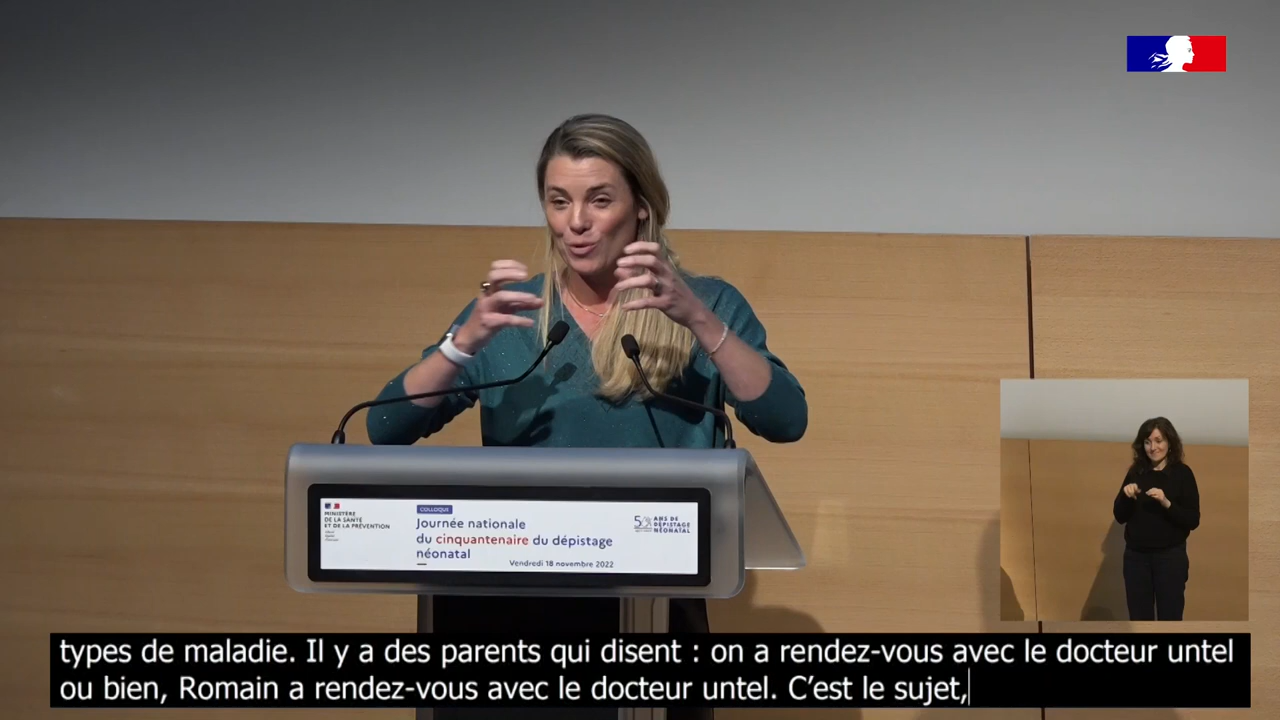 MINISTÈRE
DE LA SANTÉ
ET DE LA PRÉVENTION
COLLOQUE
Journée nationale
du cinquantenaire du dépistage
néonatal
Vendredi 18 novembre 2022
50 ANS DE
DÉPISTAGE
NÉONATAL
types de maladie. Il y a des parents qui disent : on a rendez-vous avec le docteur untel
ou bien, Romain a rendez-vous avec le docteur untel. C’est le sujet,